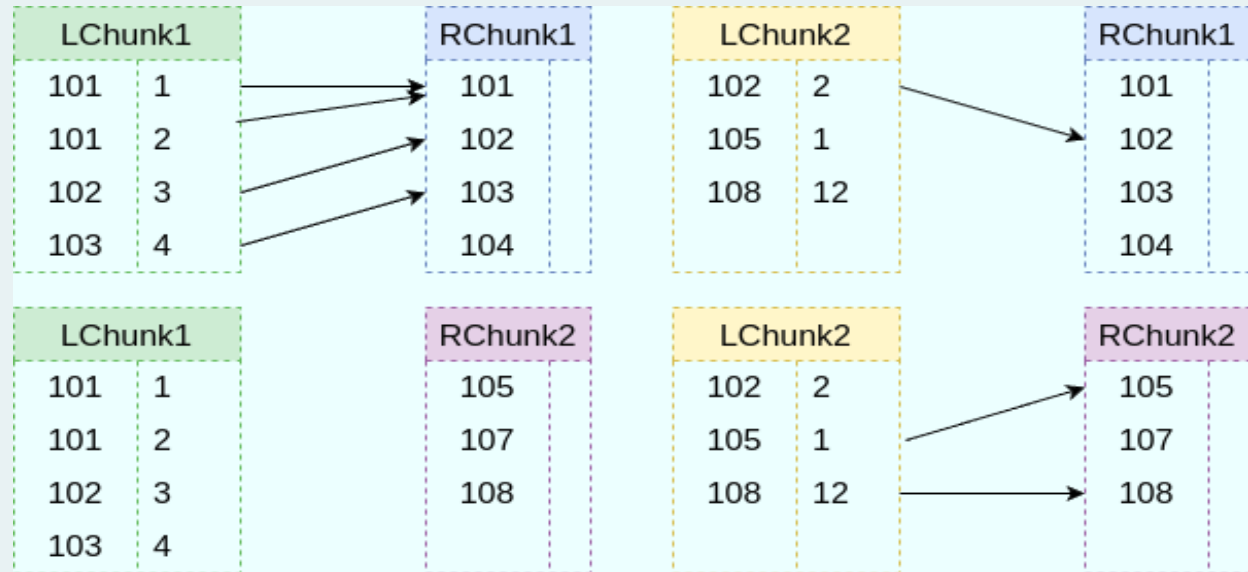 LChunk1 RChunk1 LChunk2 RChunk1
101 1 101 102 2 101
101 2 102 105 1 102
102 3 103 108 12 103
103 4 104 104
LChunk1 RChunk2 LChunk2 RChunk2
101 1 105 102 2 105
101 2 107 105 1 107
102 3 108 108 12 108
103 4